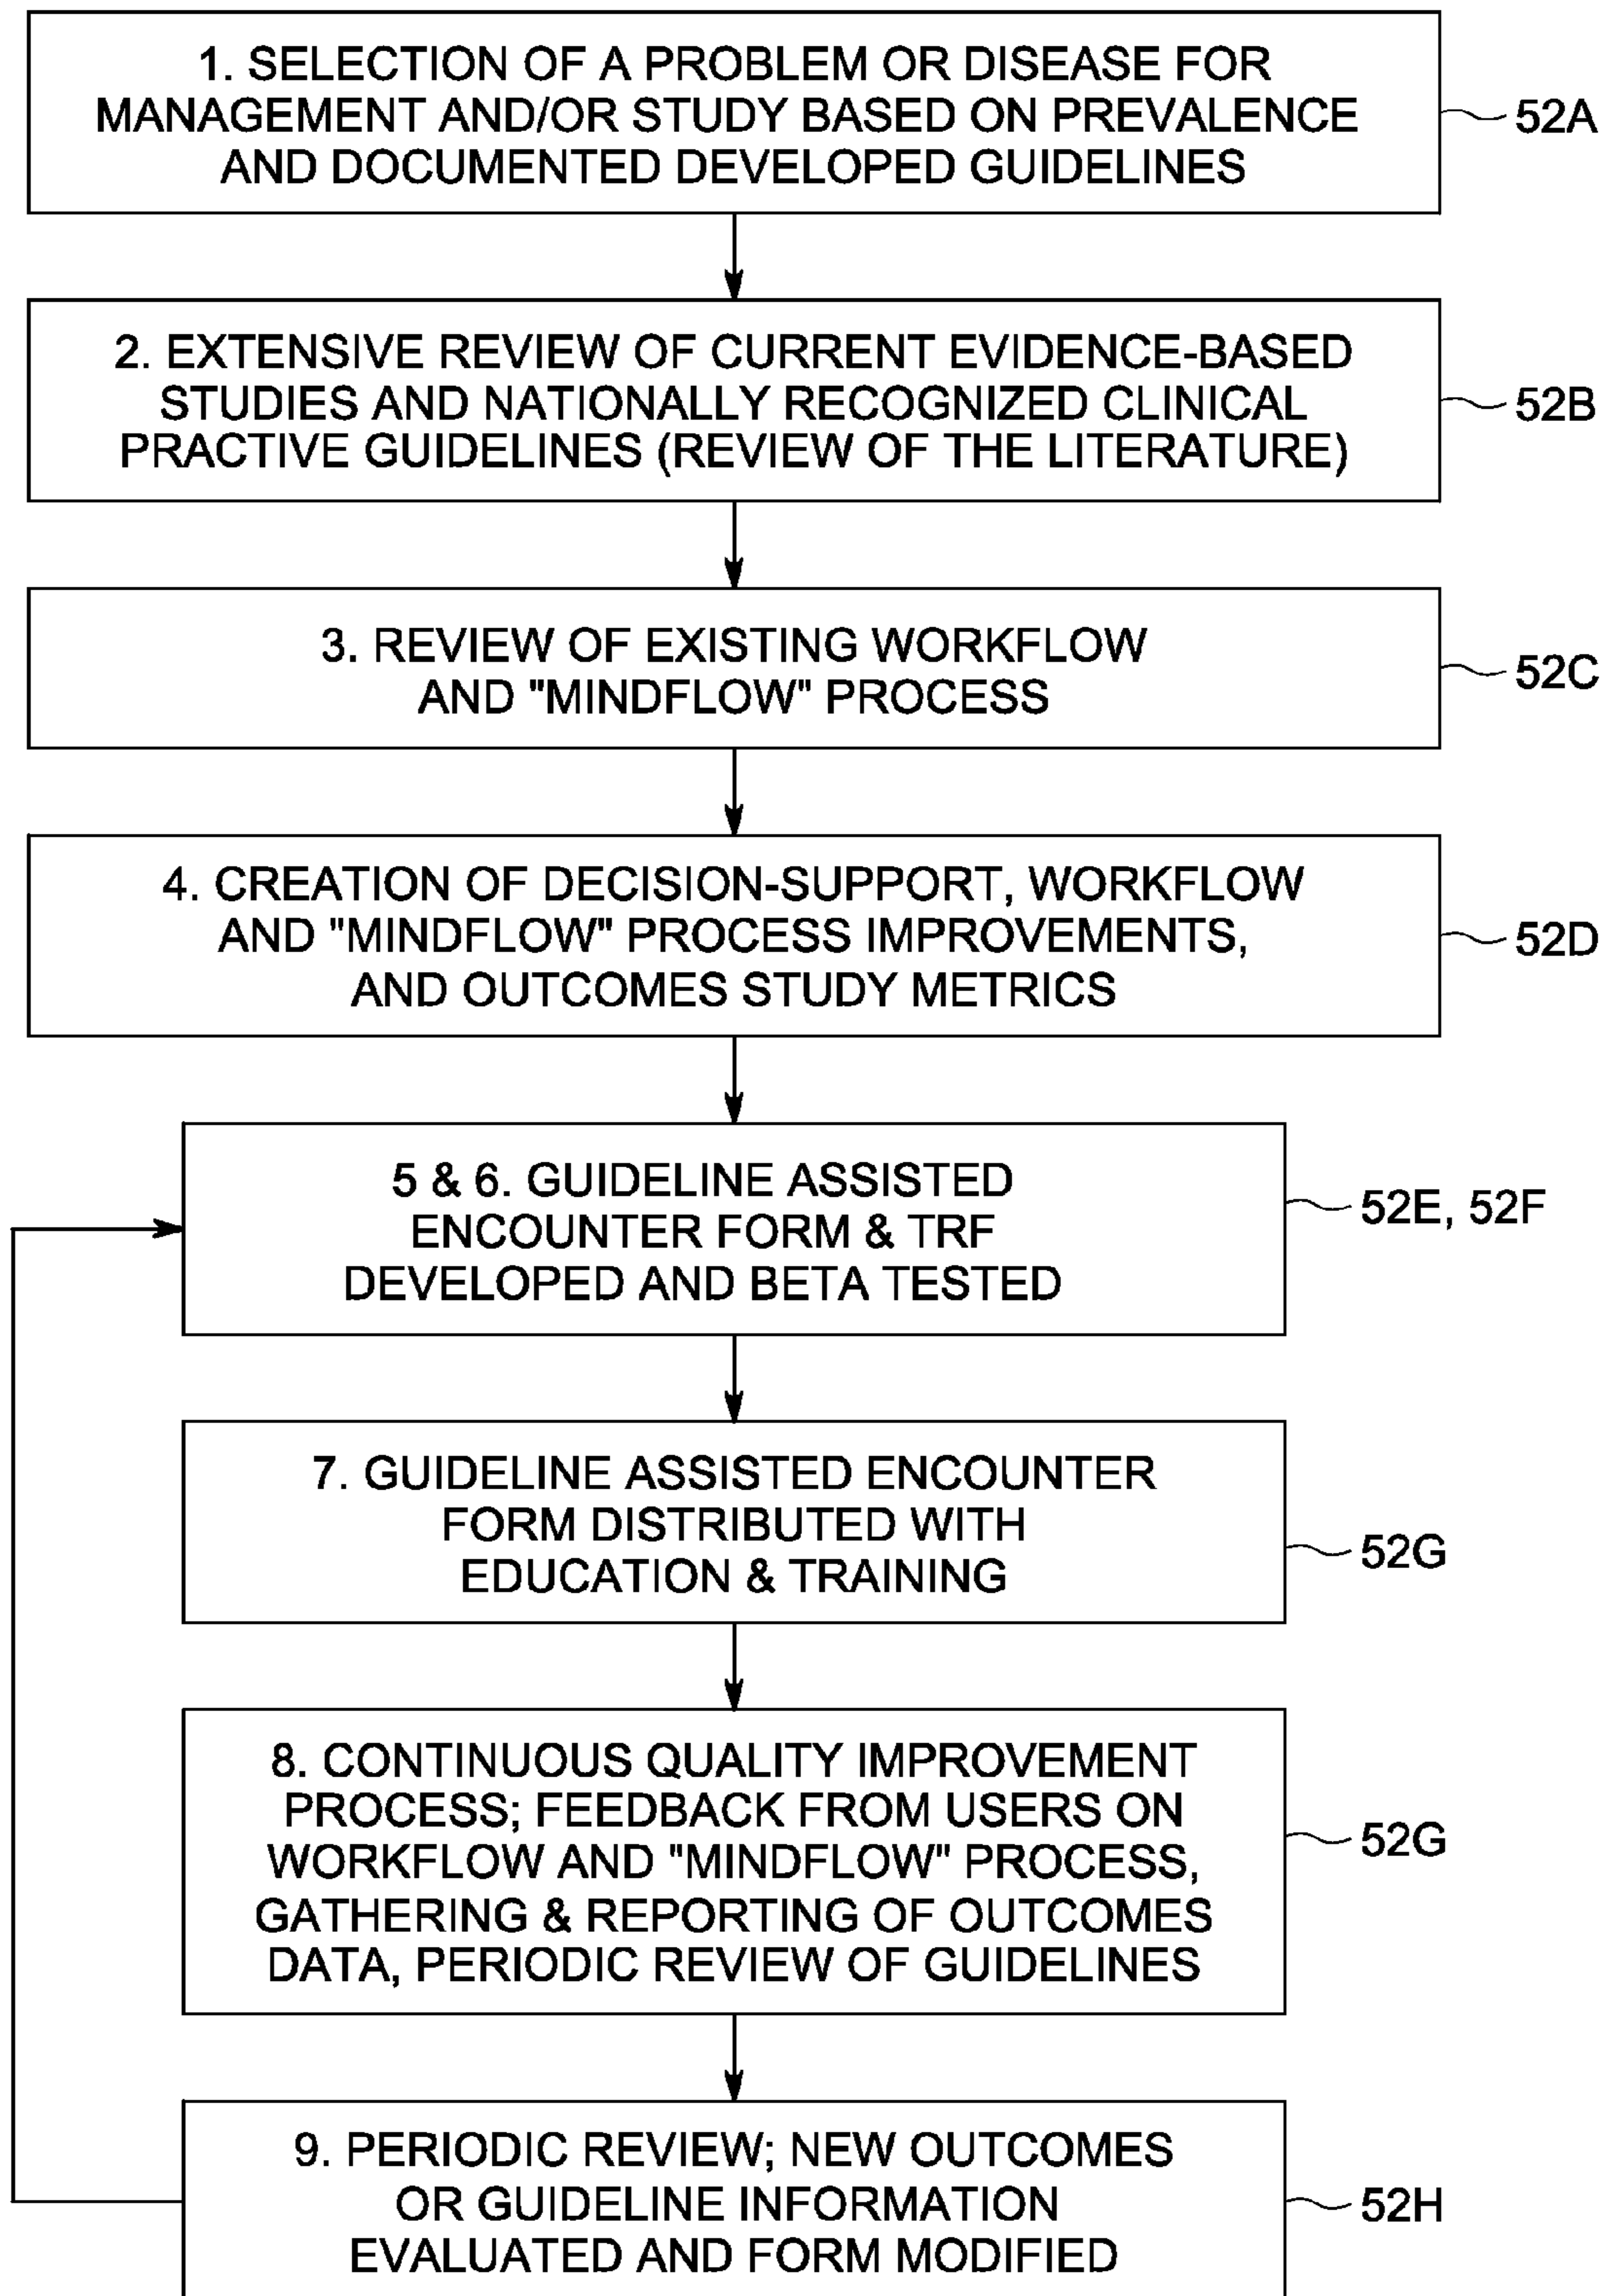 1. SELECTION OF A PROBLEM OR DISEASE FOR
MANAGEMENT AND/OR STUDY BASED ON PREVALENCE
AND DOCUMENTED DEVELOPED GUIDELINES
52A
2. EXTENSIVE REVIEW OF CURRENT EVIDENCE-BASED
STUDIES AND NATIONALLY RECOGNIZED CLINICAL
PRACTIVE GUIDELINES (REVIEW OF THE LITERATURE)
52B
3. REVIEW OF EXISTING WORKFLOW
AND "MINDFLOW" PROCESS
52C
4. CREATION OF DECISION-SUPPORT, WORKFLOW
AND "MINDFLOW" PROCESS IMPROVEMENTS,
AND OUTCOMES STUDY METRICS
52D
5 & 6. GUIDELINE ASSISTED
ENCOUNTER FORM & TRF
DEVELOPED AND BETA TESTED
52E, 52F
7. GUIDELINE ASSISTED ENCOUNTER
FORM DISTRIBUTED WITH
EDUCATION & TRAINING
52G
8. CONTINUOUS QUALITY IMPROVEMENT
PROCESS; FEEDBACK FROM USERS ON
WORKFLOW AND "MINDFLOW" PROCESS,
GATHERING & REPORTING OF OUTCOMES
DATA, PERIODIC REVIEW OF GUIDELINES
52G
9. PERIODIC REVIEW; NEW OUTCOMES
OR GUIDELINE INFORMATION
EVALUATED AND FORM MODIFIED
52H